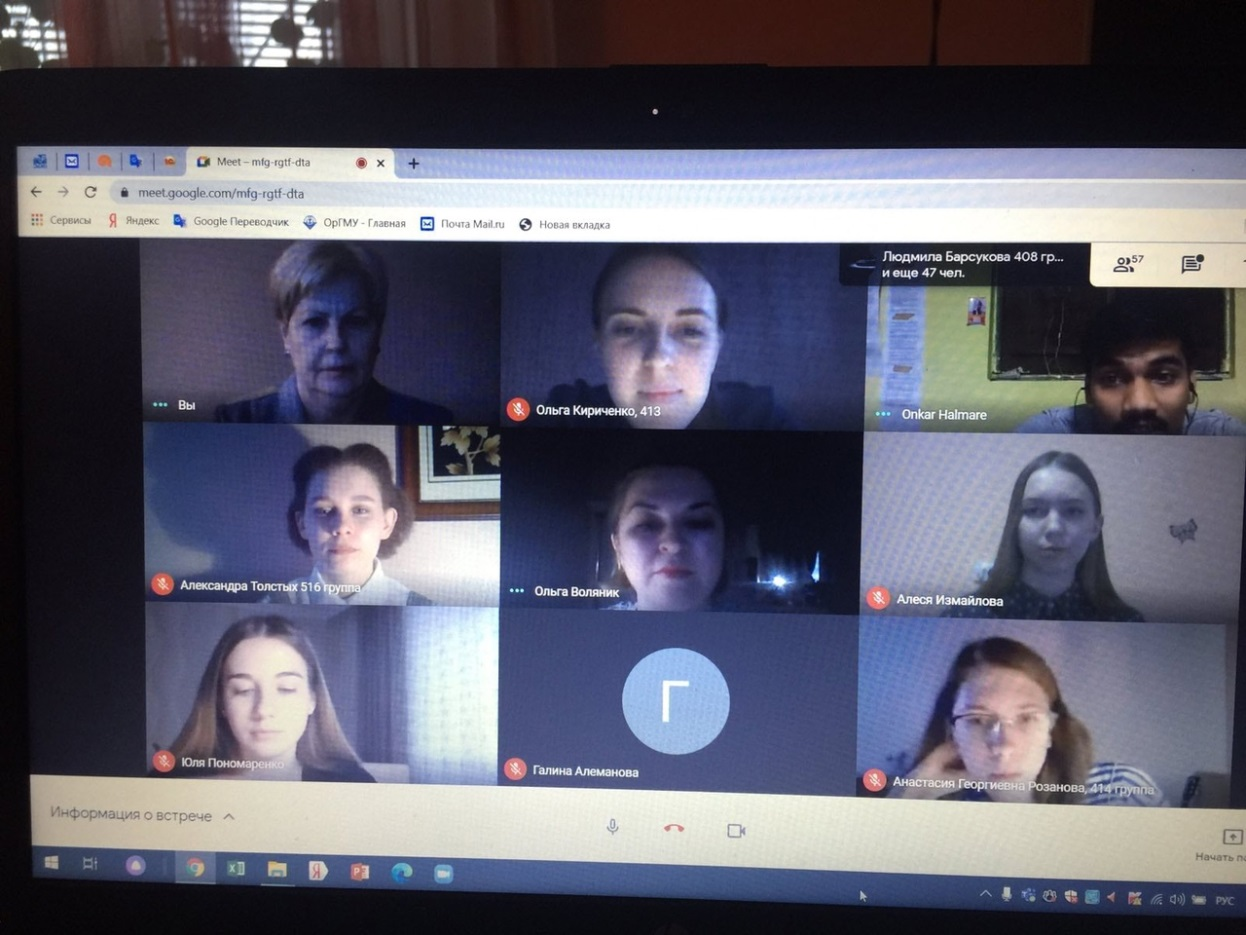 Meet – mfg-rgtf-dta
meet.google.com/mfg-rgtf-dta
Сервисы
Яндекс
Google Переводчик
ОрГМУ - Главная
Почта Mail.ru
Новая вкладка
Людмила Барсукова 408 гр...
и еще 47 чел.
57
Вы
Ольга Кириченко, 413
Onkar Halmare
Александра Толстых 516 группа
Ольга Воляник
Алеся Измайлова
Юля Пономаренко
Г
Галина Алеманова
Анастасия Георгиевна Розанова, 414 группа
Информация о встрече
Начать
РУС